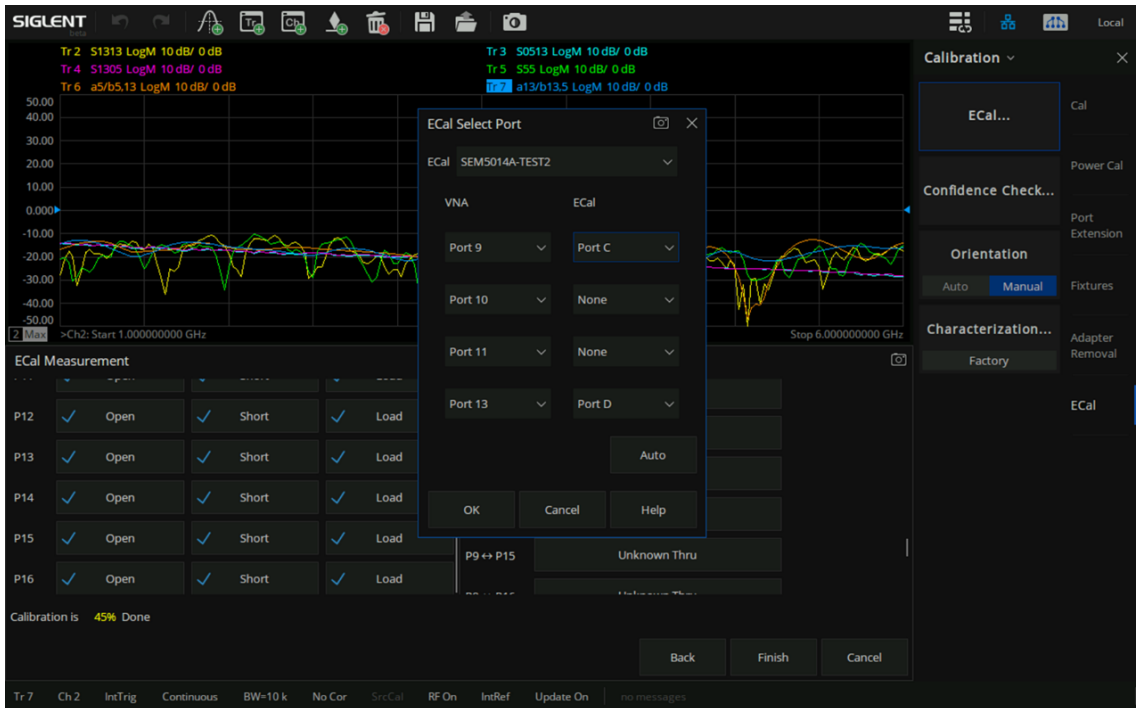 SIGLENT
beta
Tr
Ch
Local
Tr 2 S1313 LogM 10 dB/ 0 dB
Tr 3 S0513 LogM 10 dB/ 0 dB
Tr 4 S1305 LogM 10 dB/ 0 dB
Tr 5 S55 LogM 10 dB/ 0 dB
Tr 6 a5/b5,13 LogM 10 dB/ 0 dB
Tr 7 a13/b13,5 LogM 10 dB/ 0 dB
50.00
40.00
30.00
20.00
10.00
0.000
-10.00
-20.00
-30.00
-40.00
-50.00
2 Max >Ch2: Start 1.000000000 GHz
Stop 6.000000000 GHz
ECal Select Port
ECal SEM5014A-TEST2
VNA ECal
Port 9 Port C
Port 10 None
Port 11 None
Port 13 Port D
Auto
OK Cancel Help
ECal Measurement
P12 Open Short Load
P13 Open Short Load
P14 Open Short Load
P15 Open Short Load
P9 ↔ P15 Unknown Thru
P16 Open Short Load
Calibration is 45% Done
Back Finish Cancel
Calibration
ECal...
Confidence Check...
Orientation
Auto Manual
Characterization...
Factory
Cal
Power Cal
Port
Extension
Fixtures
Adapter
Removal
ECal
Tr 7 Ch 2 IntTrig Continuous BW=10 k No Cor SrcCal RF On IntRef Update On no messages